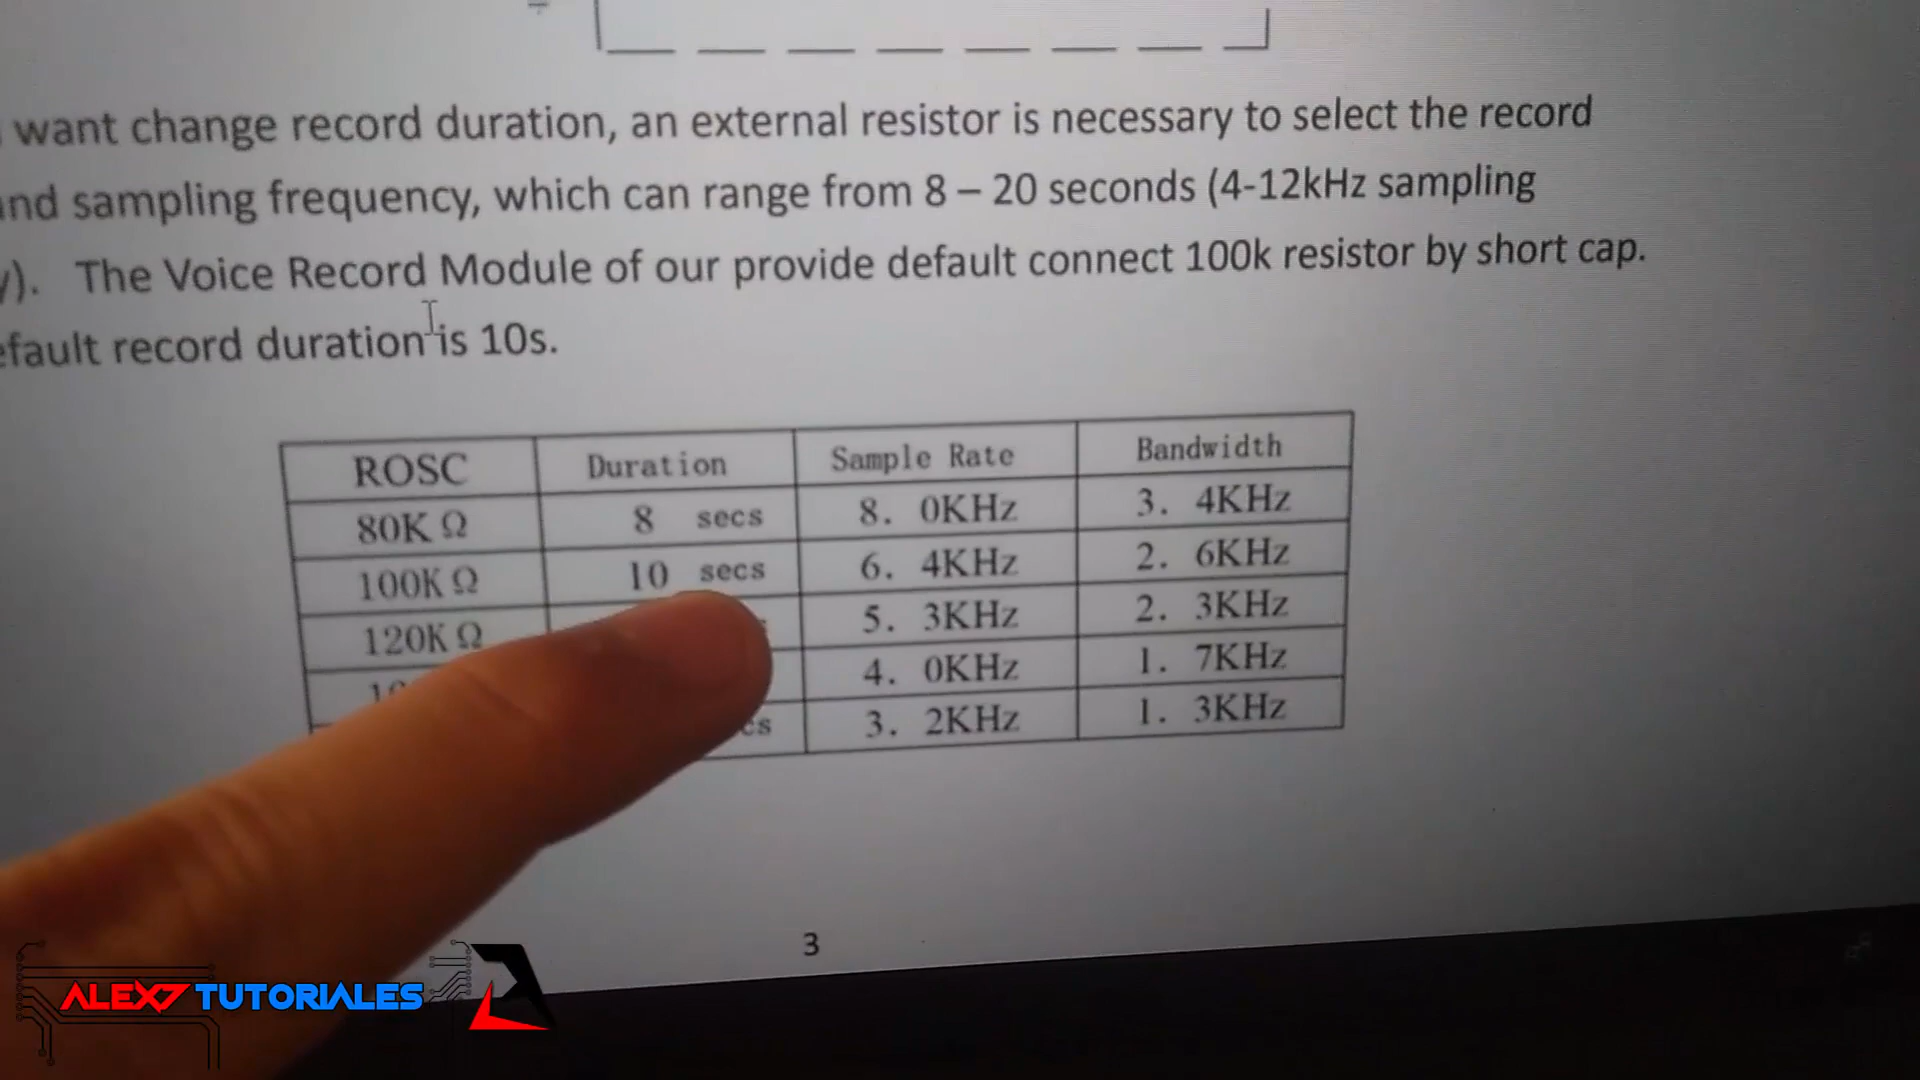 want change record duration, an external resistor is necessary to select the record
and sampling frequency, which can range from 8 – 20 seconds (4-12kHz sampling
). The Voice Record Module of our provide default connect 100k resistor by short cap.
efault record duration is 10s.
ROSC Duration Sample Rate Bandwidth
80K Ω 8 secs 8. 0KHz 3. 4KHz
100K Ω 10 secs 6. 4KHz 2. 6KHz
120K Ω 5. 3KHz 2. 3KHz
4. 0KHz 1. 7KHz
3. 2KHz 1. 3KHz
3
ALEX7 TUTORIALES